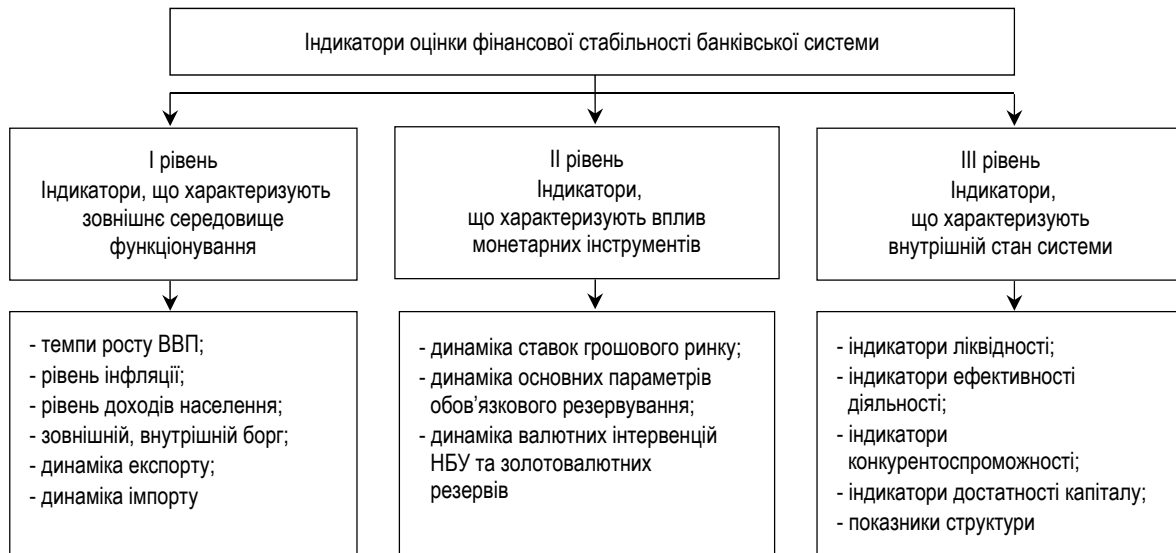 Індикатори оцінки фінансової стабільності банківської системи
І рівень
Індикатори, що характеризують
зовнішнє середовище
функціонування
ІІ рівень
Індикатори,
що характеризують вплив
монетарних інструментів
ІІІ рівень
Індикатори,
що характеризують
внутрішній стан системи
- темпи росту ВВП;
- рівень інфляції;
- рівень доходів населення;
- зовнішній, внутрішній борг;
- динаміка експорту;
- динаміка імпорту
- динаміка ставок грошового ринку;
- динаміка основних параметрів
обов’язкового резервування;
- динаміка валютних інтервенцій
НБУ та золотовалютних
резервів
- індикатори ліквідності;
- індикатори ефективності
діяльності;
- індикатори
конкурентоспроможності;
- індикатори достатності капіталу;
- показники структури